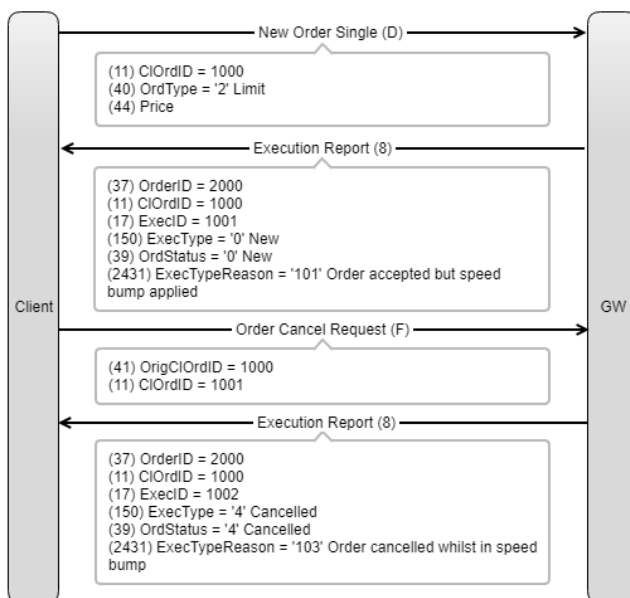 New Order Single (D)
(11) ClOrdID = 1000
(40) OrdType = '2' Limit
(44) Price
Execution Report (8)
(37) OrderID = 2000
(11) ClOrdID = 1000
(17) ExecID = 1001
(150) ExecType = '0' New
(39) OrdStatus = '0' New
(2431) ExecTypeReason = '101' Order accepted but speed
bump applied
Client
GW
Order Cancel Request (F)
(41) OrigClOrdID = 1000
(11) ClOrdID = 1001
Execution Report (8)
(37) OrderID = 2000
(11) ClOrdID = 1000
(17) ExecID = 1002
(150) ExecType = '4' Cancelled
(39) OrdStatus = '4' Cancelled
(2431) ExecTypeReason = '103' Order cancelled whilst in speed
bump